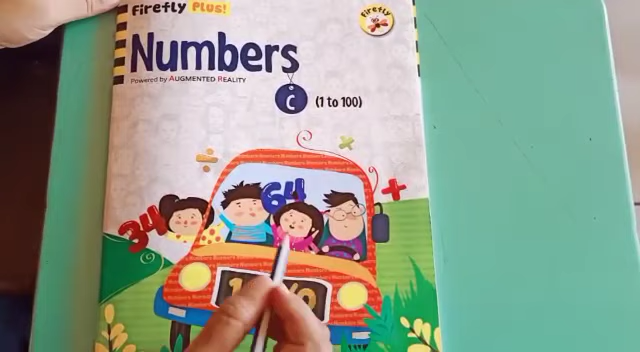 firefly Plus!
firefly
Numbers
Powered by AUGMENTED REALITY
C (1 to 100)
64
34